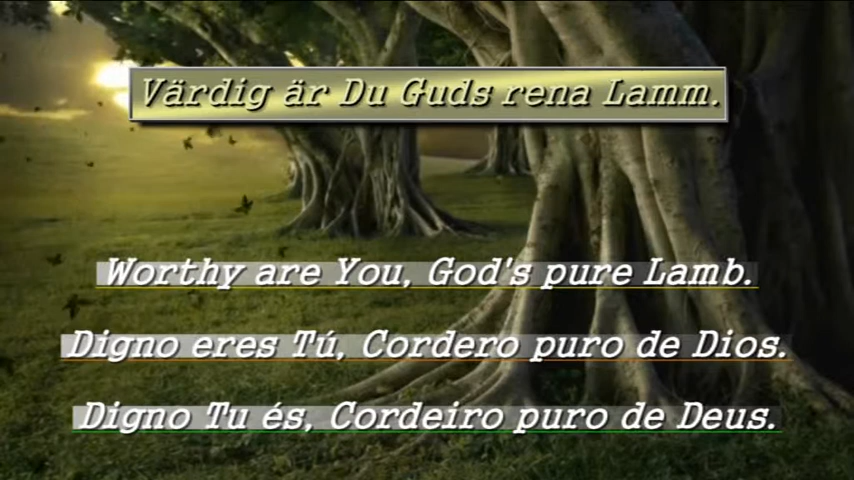 Värdig är Du Guds rena Lamm.
Worthy are You, God's pure Lamb.
Digno eres Tú, Cordero puro de Dios.
Digno Tu és, Cordeiro puro de Deus.